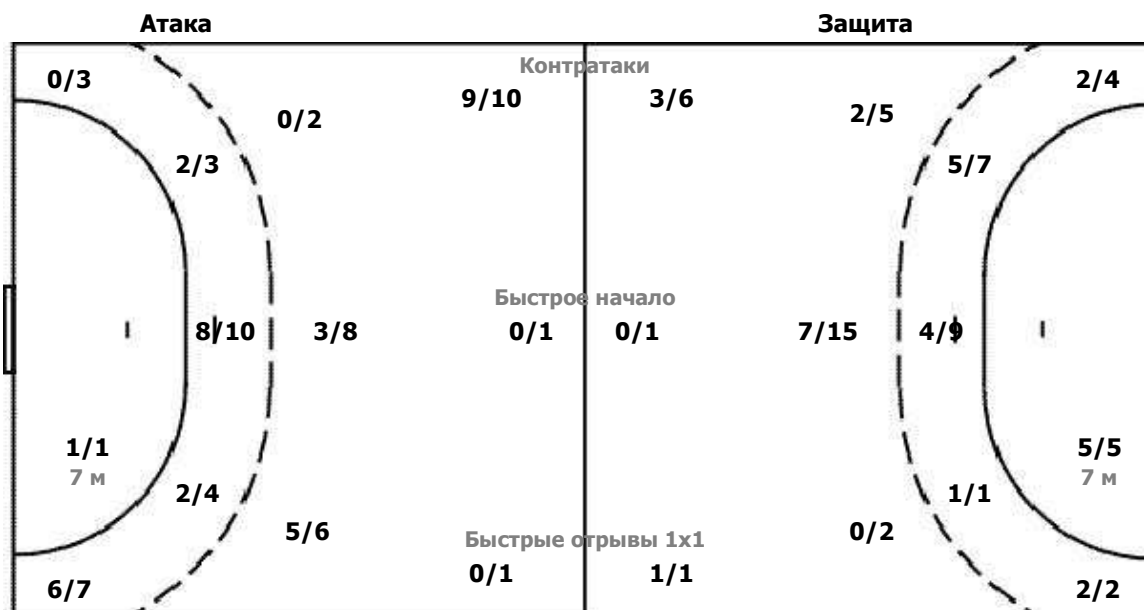 Атака Защита
Контратаки
0/3 9/10 3/6 2/4
0/2 2/5
2/3 5/7
Быстрое начало
8/10 3/8 0/1 0/1 7/15 4/9
1/1 5/5
7 м 7 м
2/4 1/1
5/6 0/2
Быстрые отрывы 1x1
6/7 0/1 1/1 2/2